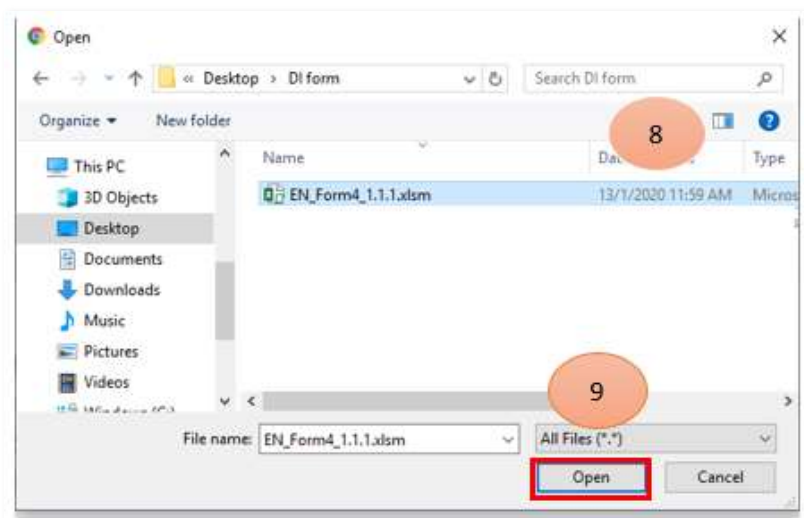 Open
« Desktop > DI form
Search DI form
Organize
New folder
8
This PC
Name
Type
3D Objects
EN_Form4_1.1.1.xlsm
13/1/2020 11:59 AM
Desktop
Documents
Downloads
Music
Pictures
Videos
9
File name:
EN_Form4_1.1.1.xlsm
All Files (*.*)
Open
Cancel